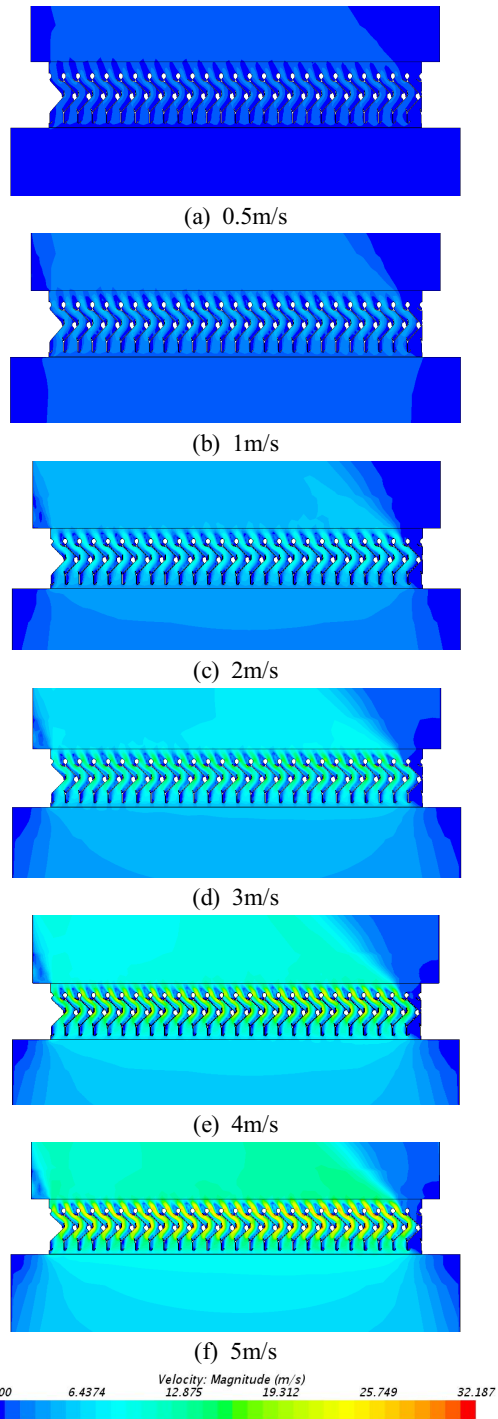 (a) 0.5m/s
(b) 1m/s
(c) 2m/s
(d) 3m/s
(e) 4m/s
(f) 5m/s
Velocity: Magnitude (m/s)
00 6.4374 12.875 19.312 25.749 32.187